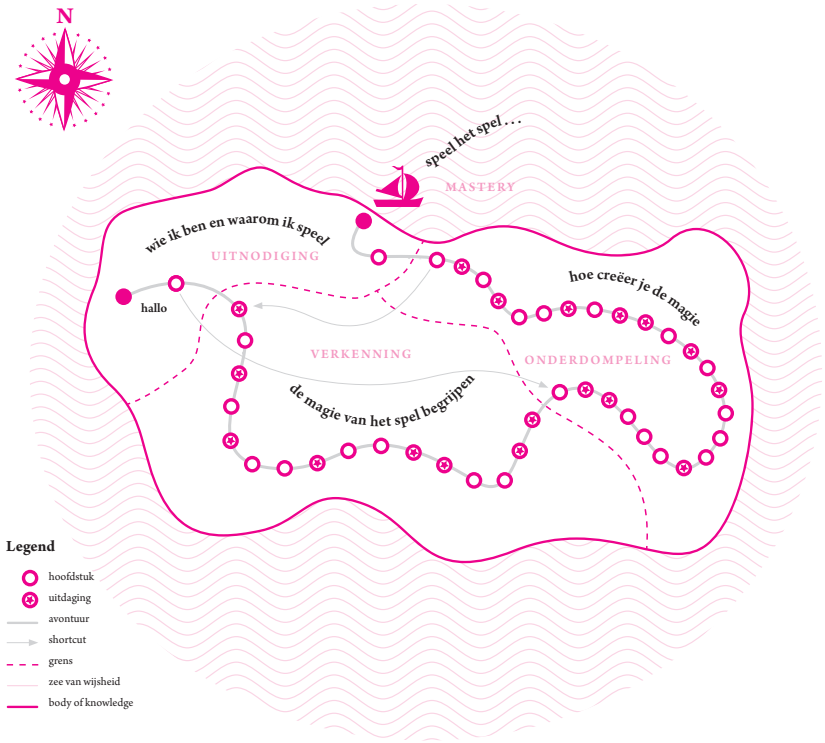 N
speel het spel…
MASTERY
wie ik ben en waarom ik speel
UITNODIGING
hoe creëer je de magie
hallo
VERKENNING
ONDERDOMPELING
de magie van het spel begrijpen
Legend
hoofdstuk
uitdaging
avontuur
shortcut
grens
zee van wijsheid
body of knowledge